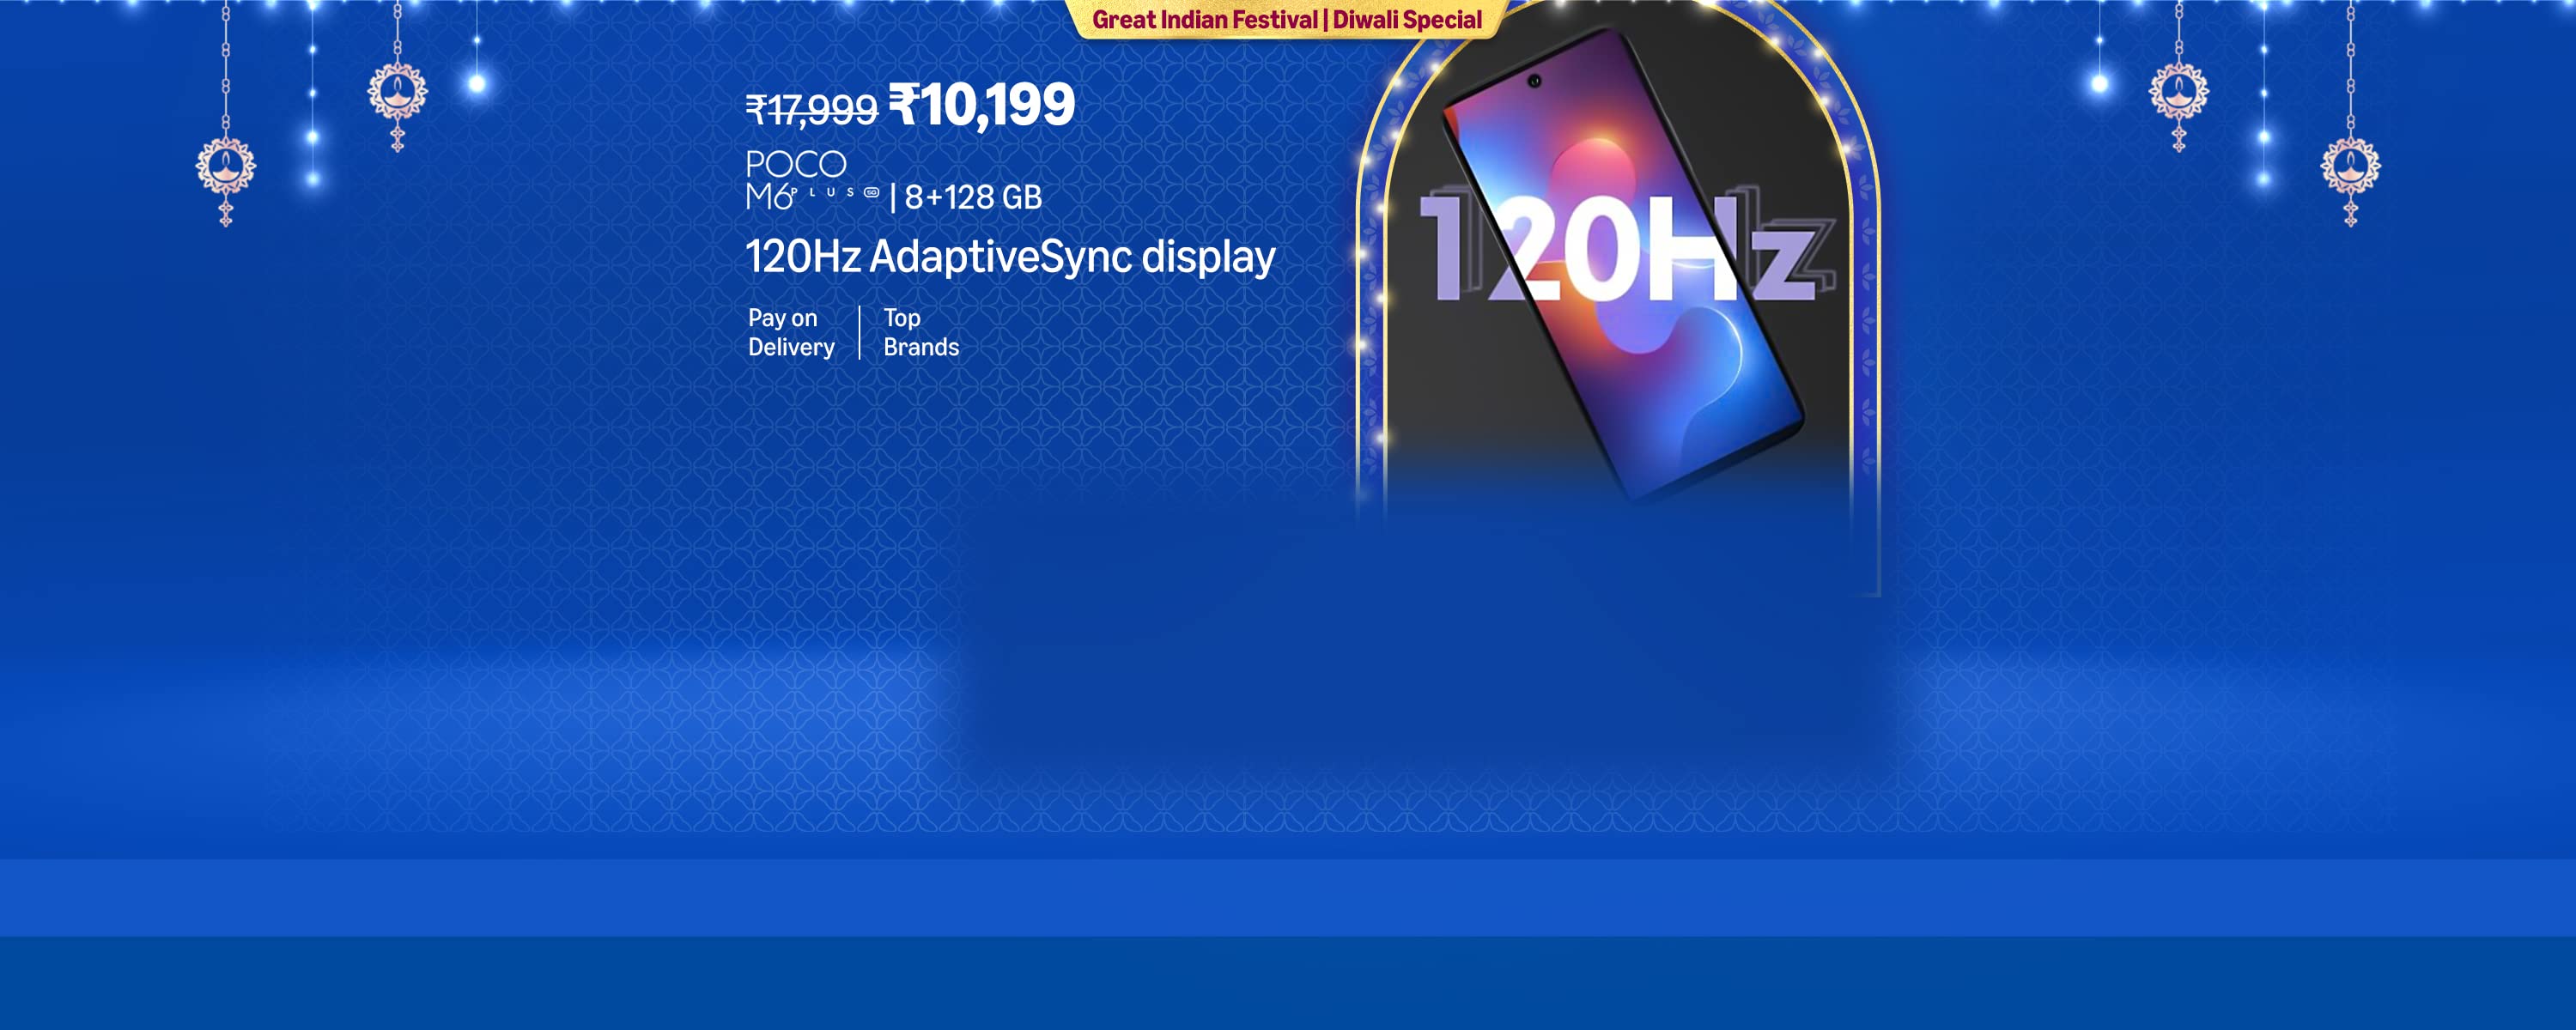 Great Indian Festival | Diwali Special
₹17,999 ₹10,199
POCO
M6 PLUS 5G | 8+128 GB
120Hz AdaptiveSync display
Pay on
Delivery
Top
Brands
120Hz